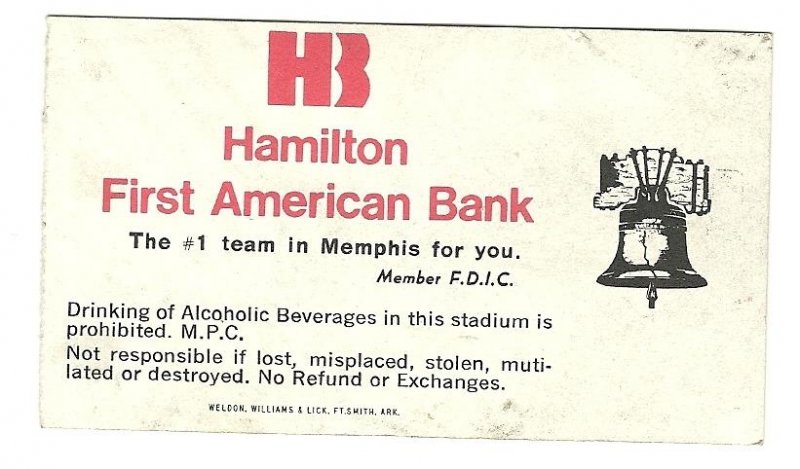 HB
Hamilton
First American Bank
The #1 team in Memphis for you.
Member F.D.I.C.
Drinking of Alcoholic Beverages in this stadium is
prohibited. M.P.C.
Not responsible if lost, misplaced, stolen, muti-
lated or destroyed. No Refund or Exchanges.
WELDON, WILLIAMS & LICK, FT. SMITH, ARK.